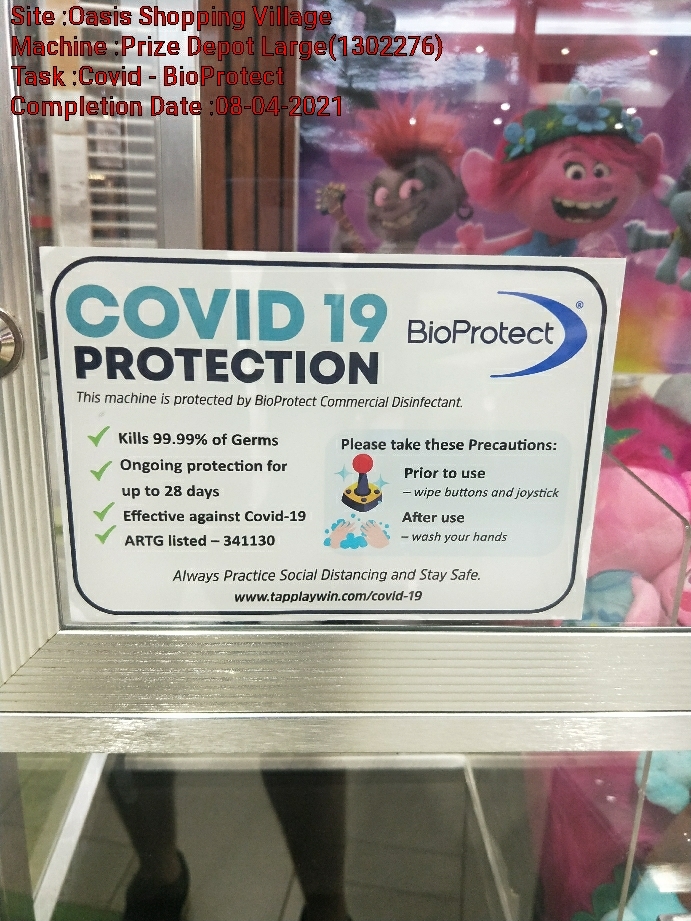 Site :Oasis Shopping Village
Machine :Prize Depot Large(1302276)
Task :Covid - BioProtect
Completion Date :08-04-2021
COVID 19
PROTECTION
BioProtect®
This machine is protected by BioProtect Commercial Disinfectant.
Kills 99.99% of Germs
Ongoing protection for
up to 28 days
Effective against Covid-19
ARTG listed – 341130
Please take these Precautions:
Prior to use
– wipe buttons and joystick
After use
– wash your hands
Always Practice Social Distancing and Stay Safe.
www.tapplaywin.com/covid-19